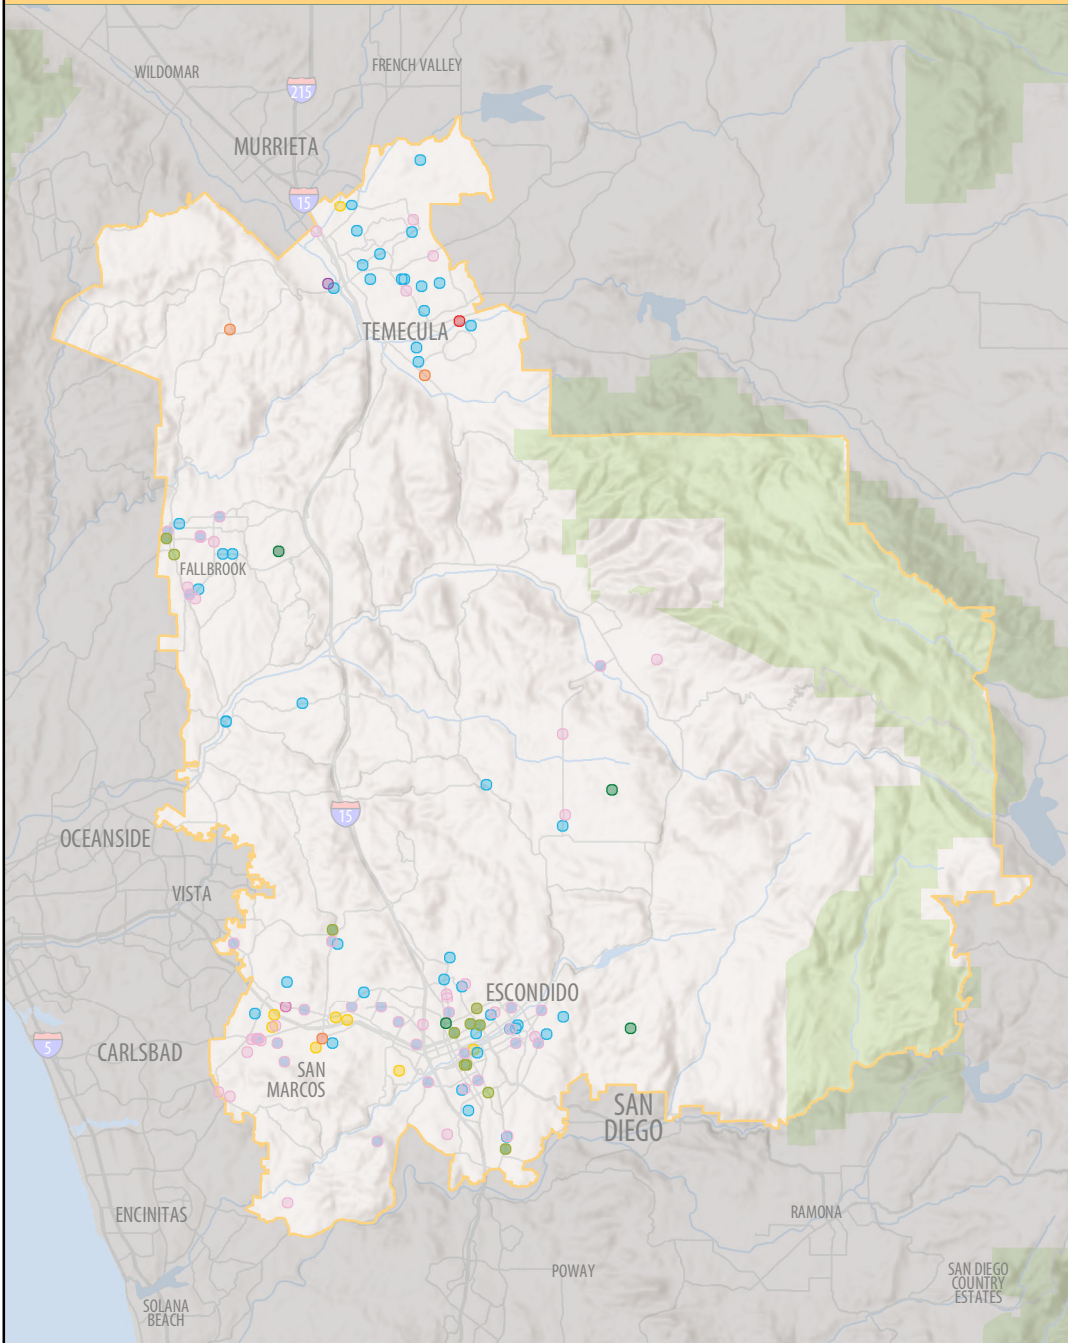 WILDOMAR
FRENCH VALLEY
215
MURRIETA
15
TEMECULA
FALLBROOK
15
OCEANSIDE
VISTA
ESCONDIDO
5
CARLSBAD
SAN
MARCOS
SAN
DIEGO
ENCINITAS
RAMONA
POWAY
SAN DIEGO
COUNTRY
ESTATES
SOLANA
BEACH